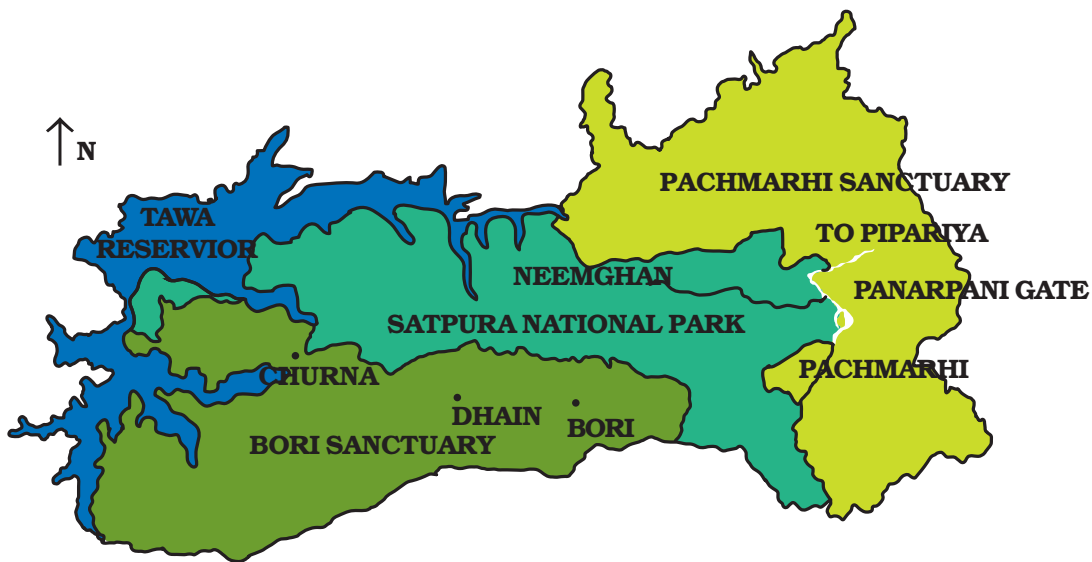 N
PACHMARHI SANCTUARY
TAWA
RESERVIOR
TO PIPARIYA
NEEMGHAN
PANARPANI GATE
SATPURA NATIONAL PARK
CHURNA
PACHMARHI
DHAIN
BORI
BORI SANCTUARY